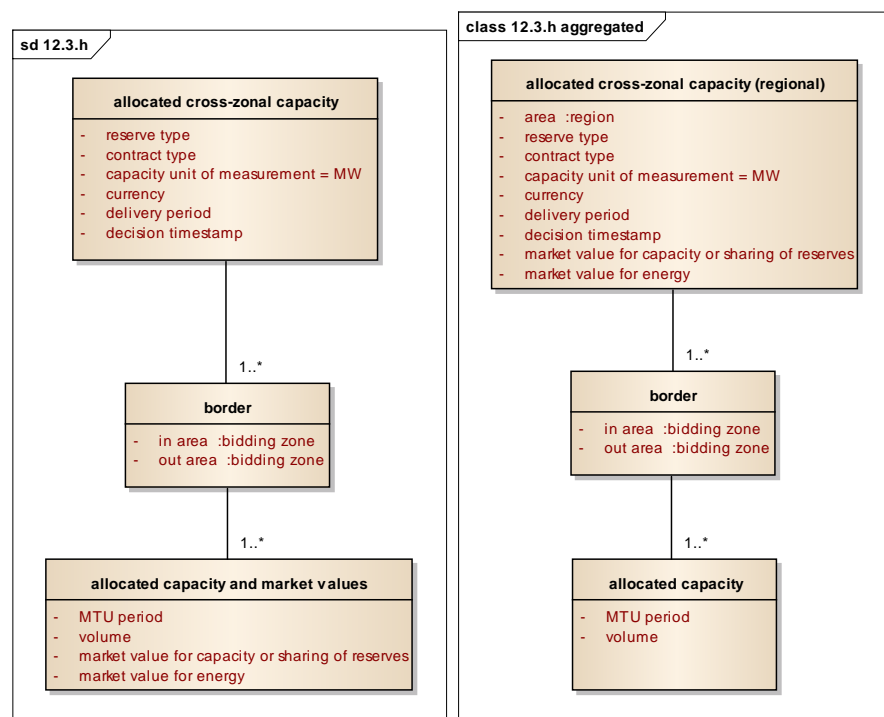 sd 12.3.h
allocated cross-zonal capacity
- reserve type
- contract type
- capacity unit of measurement = MW
- currency
- delivery period
- decision timestamp
1..*
border
- in area :bidding zone
- out area :bidding zone
1..*
allocated capacity and market values
- MTU period
- volume
- market value for capacity or sharing of reserves
- market value for energy
class 12.3.h aggregated
allocated cross-zonal capacity (regional)
- area :region
- reserve type
- contract type
- capacity unit of measurement = MW
- currency
- delivery period
- decision timestamp
- market value for capacity or sharing of reserves
- market value for energy
1..*
border
- in area :bidding zone
- out area :bidding zone
1..*
allocated capacity
- MTU period
- volume